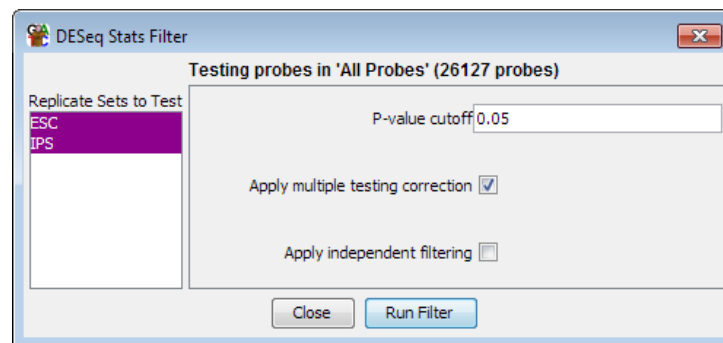 DESeq Stats Filter
Testing probes in 'All Probes' (26127 probes)
Replicate Sets to Test
ESC
IPS
P-value cutoff 0.05
Apply multiple testing correction
Apply independent filtering
Close Run Filter